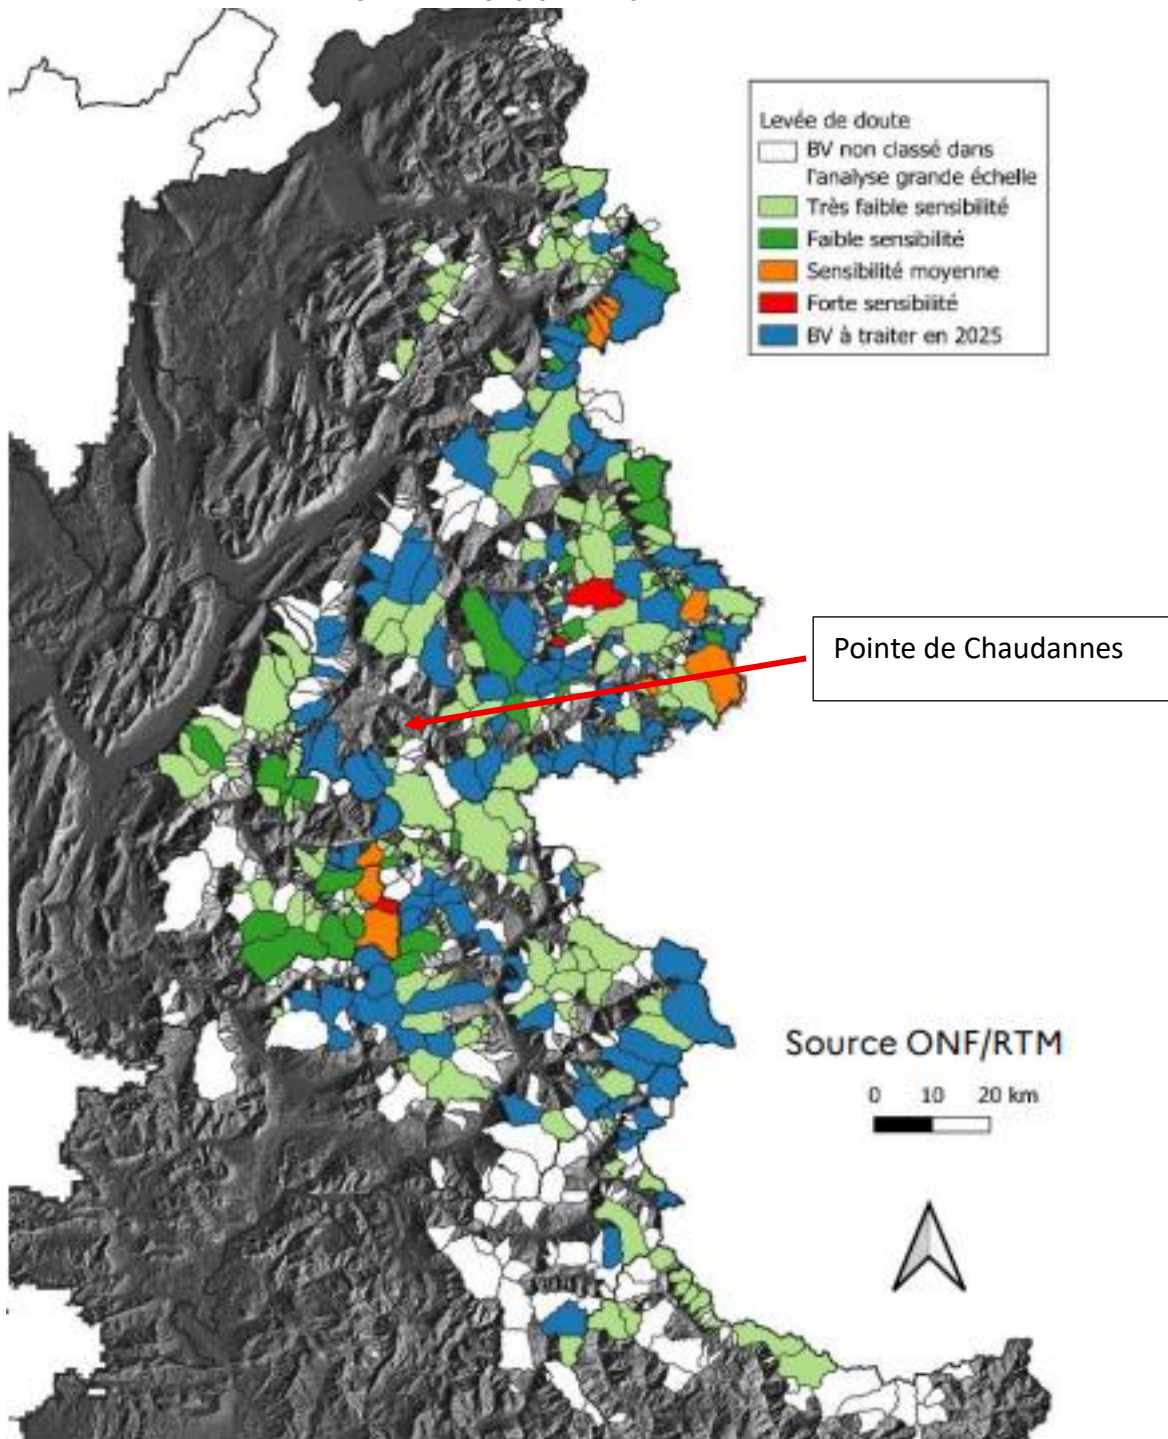 Levée de doute
BV non classé dans
l'analyse grande échelle
Très faible sensibilité
Faible sensibilité
Sensibilité moyenne
Forte sensibilité
BV à traiter en 2025
Pointe de Chaudannes
Source ONF/RTM
0 10 20 km